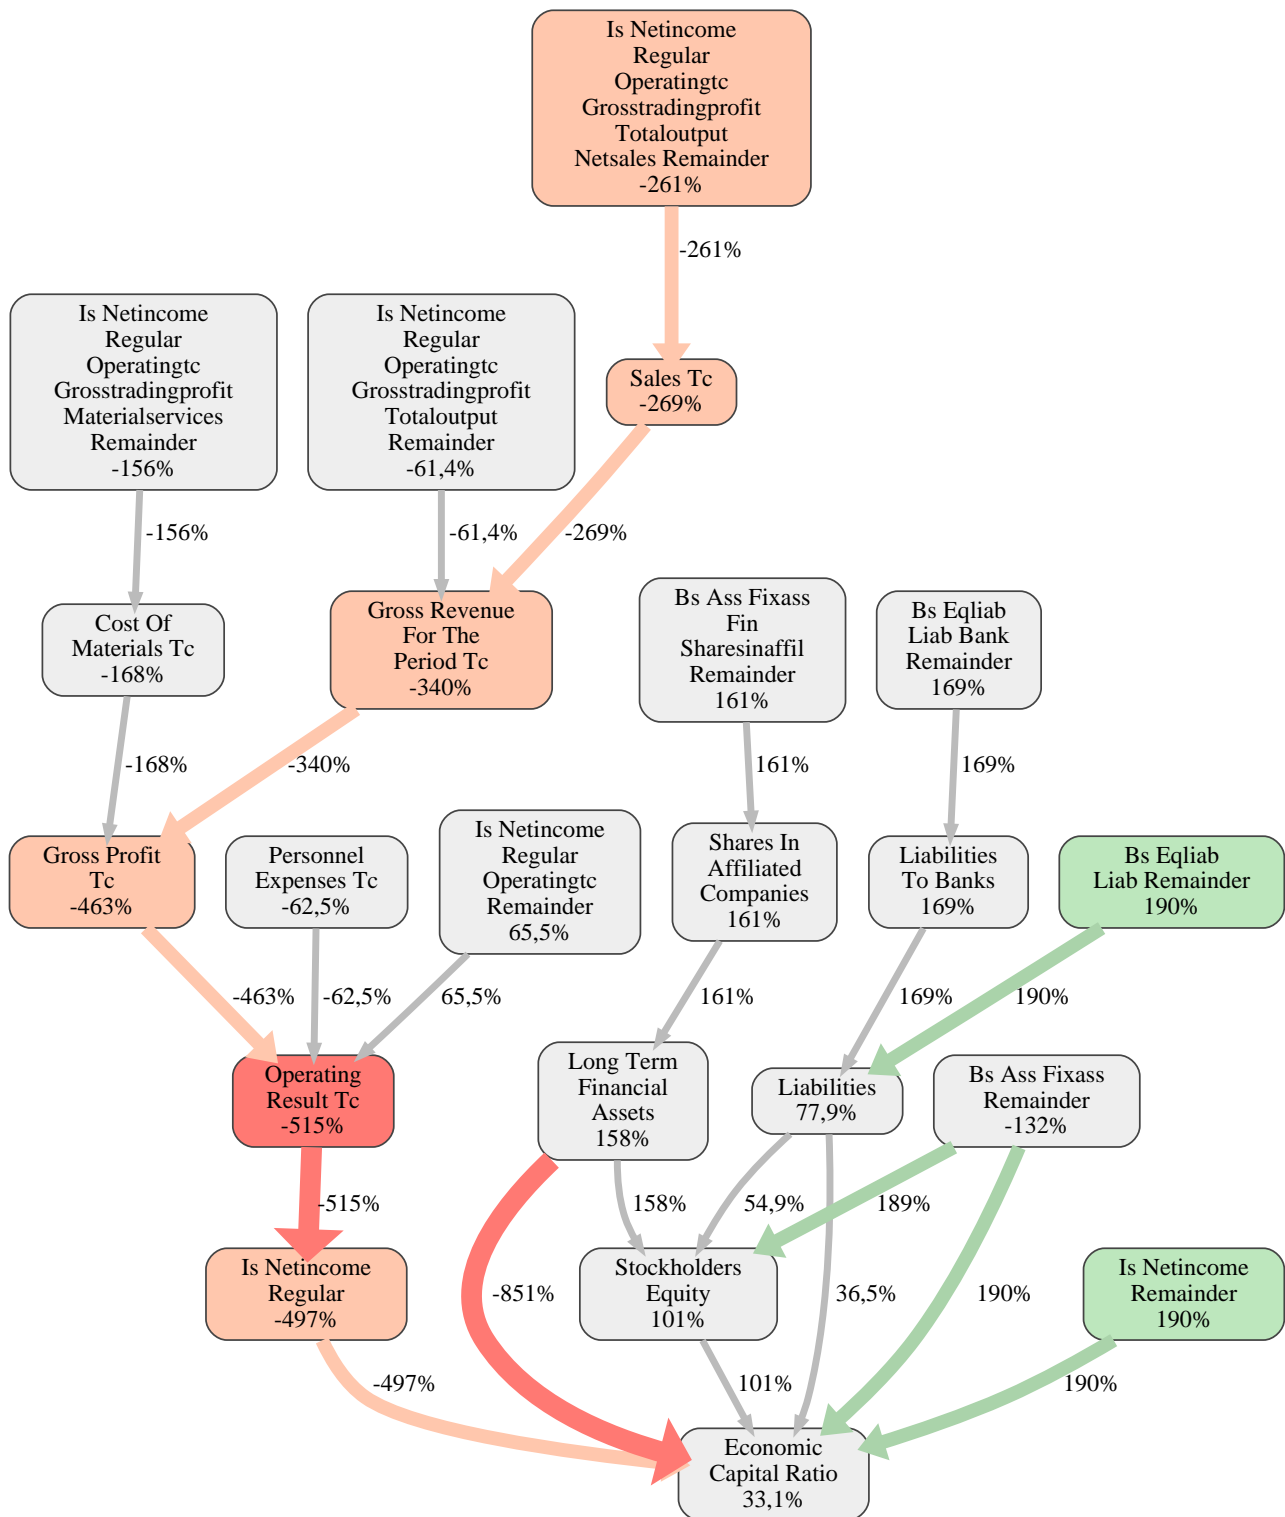 Is Netincome
Regular
Operatingtc
Grosstradingprofit
Totaloutput
Netsales Remainder
-261%
-261%
Is Netincome
Regular
Operatingtc
Grosstradingprofit
Materialservices
Remainder
-156%
Is Netincome
Regular
Operatingtc
Grosstradingprofit
Totaloutput
Remainder
-61,4%
Sales Tc
-269%
-156%
-61,4%
-269%
Cost Of
Materials Tc
-168%
Gross Revenue
For The
Period Tc
-340%
Bs Ass Fixass
Fin
Sharesinaffil
Remainder
161%
Bs Eqliab
Liab Bank
Remainder
169%
-168%
-340%
161%
169%
Gross Profit
Tc
-463%
Personnel
Expenses Tc
-62,5%
Is Netincome
Regular
Operatingtc
Remainder
65,5%
Shares In
Affiliated
Companies
161%
Liabilities
To Banks
169%
Bs Eqliab
Liab Remainder
190%
-463%
-62,5%
65,5%
161%
169%
190%
Operating
Result Tc
-515%
Long Term
Financial
Assets
158%
Liabilities
77,9%
Bs Ass Fixass
Remainder
-132%
-515%
158%
54,9%
189%
Is Netincome
Regular
-497%
-851%
Stockholders
Equity
101%
36,5%
190%
Is Netincome
Remainder
190%
-497%
101%
190%
Economic
Capital Ratio
33,1%